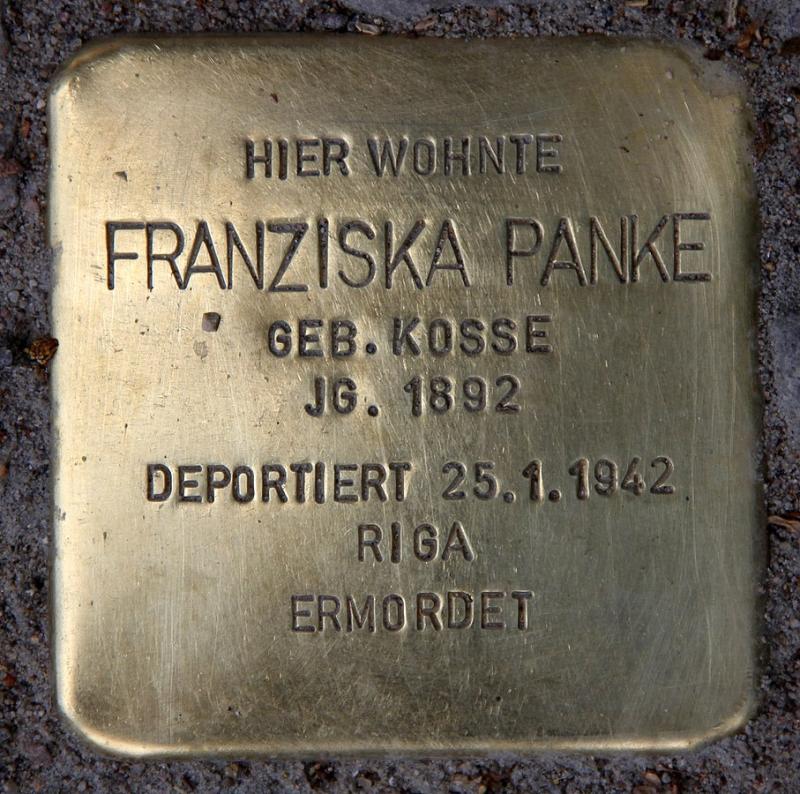 HIER WOHNTE
FRANZISKA PANKE
GEB. KOSSE
JG. 1892
DEPORTIERT 25.1.1942
RIGA
ERMORDET